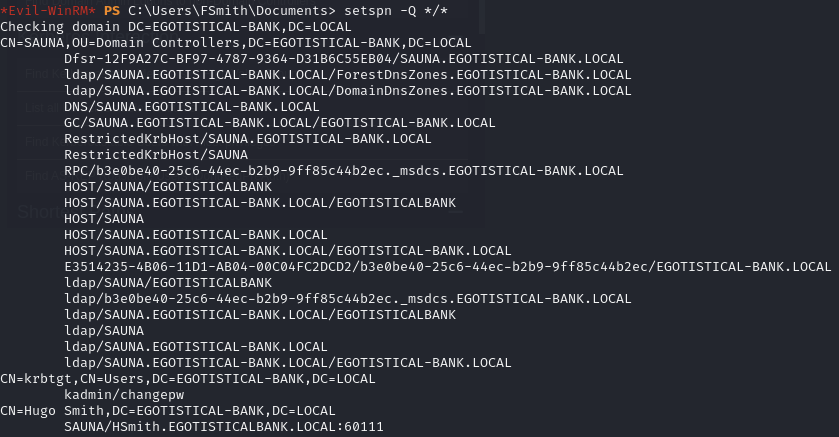 *Evil-WinRM* PS C:\Users\FSmith\Documents> setspn -Q */*
Checking domain DC=EGOTISTICAL-BANK,DC=LOCAL
CN=SAUNA,OU=Domain Controllers,DC=EGOTISTICAL-BANK,DC=LOCAL
Dfsr-12F9A27C-BF97-4787-9364-D31B6C55EB04/SAUNA.EGOTISTICAL-BANK.LOCAL
ldap/SAUNA.EGOTISTICAL-BANK.LOCAL/ForestDnsZones.EGOTISTICAL-BANK.LOCAL
ldap/SAUNA.EGOTISTICAL-BANK.LOCAL/DomainDnsZones.EGOTISTICAL-BANK.LOCAL
DNS/SAUNA.EGOTISTICAL-BANK.LOCAL
GC/SAUNA.EGOTISTICAL-BANK.LOCAL/EGOTISTICAL-BANK.LOCAL
RestrictedKrbHost/SAUNA.EGOTISTICAL-BANK.LOCAL
RestrictedKrbHost/SAUNA
RPC/b3e0be40-25c6-44ec-b2b9-9ff85c44b2ec._msdcs.EGOTISTICAL-BANK.LOCAL
HOST/SAUNA/EGOTISTICALBANK
HOST/SAUNA.EGOTISTICAL-BANK.LOCAL/EGOTISTICALBANK
HOST/SAUNA
HOST/SAUNA.EGOTISTICAL-BANK.LOCAL
HOST/SAUNA.EGOTISTICAL-BANK.LOCAL/EGOTISTICAL-BANK.LOCAL
E3514235-4B06-11D1-AB04-00C04FC2DCD2/b3e0be40-25c6-44ec-b2b9-9ff85c44b2ec/EGOTISTICAL-BANK.LOCAL
ldap/SAUNA/EGOTISTICALBANK
ldap/b3e0be40-25c6-44ec-b2b9-9ff85c44b2ec._msdcs.EGOTISTICAL-BANK.LOCAL
ldap/SAUNA.EGOTISTICAL-BANK.LOCAL/EGOTISTICALBANK
ldap/SAUNA
ldap/SAUNA.EGOTISTICAL-BANK.LOCAL
ldap/SAUNA.EGOTISTICAL-BANK.LOCAL/EGOTISTICAL-BANK.LOCAL
CN=krbtgt,CN=Users,DC=EGOTISTICAL-BANK,DC=LOCAL
kadmin/changepw
CN=Hugo Smith,DC=EGOTISTICAL-BANK,DC=LOCAL
SAUNA/HSmith.EGOTISTICALBANK.LOCAL:60111